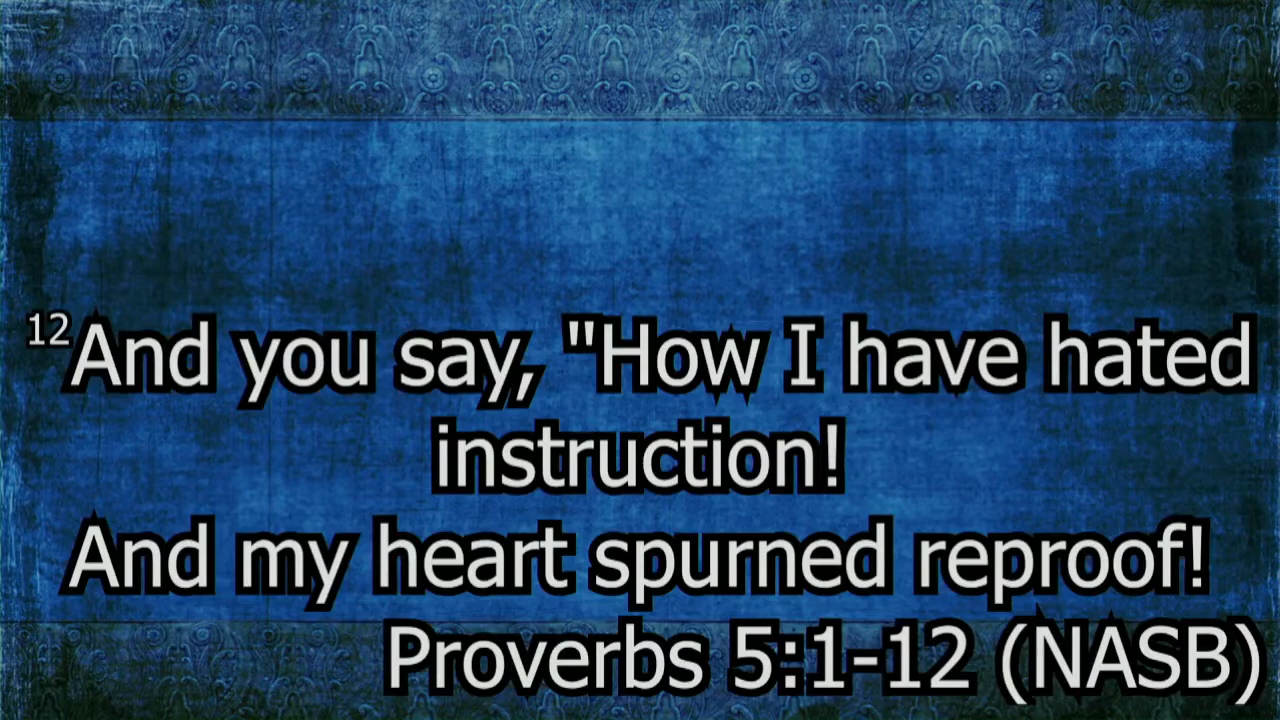 12And you say, "How I have hated
instruction!
And my heart spurned reproof!
Proverbs 5:1-12 (NASB)